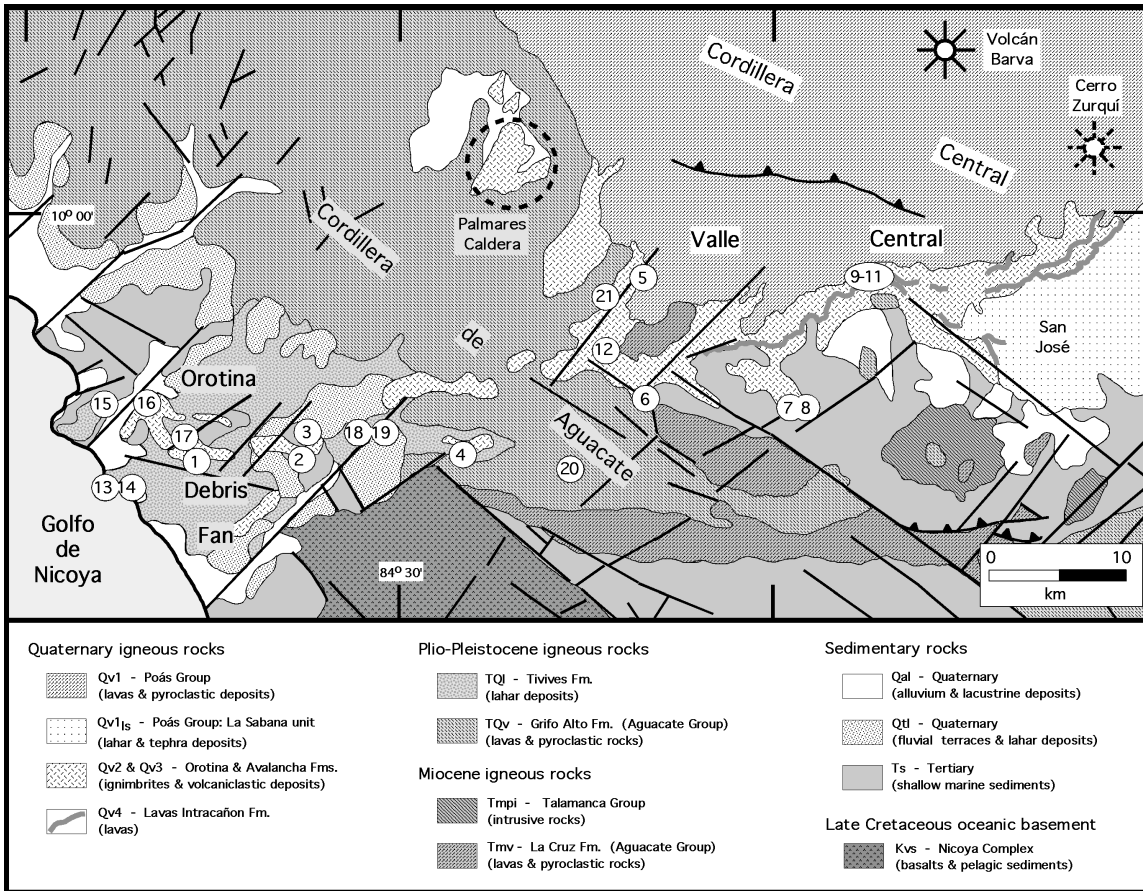 Cordillera
Volcán
Barva
Cerro
Zurquí
Central
10º 00'
Cordillera
Palmares
Caldera
Valle
Central
5
9-11
21
San
José
de
12
Orotina
6
15
16
7 8
3
17
18
19
Aguacate
4
1
2
20
13
14
Debris
Golfo
de
Nicoya
Fan
84º 30'
0 10
km
Quaternary igneous rocks
Qv1 - Poás Group
(lavas & pyroclastic deposits)
Qv1ls - Poás Group: La Sabana unit
(lahar & tephra deposits)
Qv2 & Qv3 - Orotina & Avalancha Fms.
(ignimbrites & volcaniclastic deposits)
Qv4 - Lavas Intracañon Fm.
(lavas)
Plio-Pleistocene igneous rocks
TQl - Tivives Fm.
(lahar deposits)
TQv - Grifo Alto Fm. (Aguacate Group)
(lavas & pyroclastic rocks)
Miocene igneous rocks
Tmpi - Talamanca Group
(intrusive rocks)
Tmv - La Cruz Fm. (Aguacate Group)
(lavas & pyroclastic rocks)
Sedimentary rocks
Qal - Quaternary
(alluvium & lacustrine deposits)
Qtl - Quaternary
(fluvial terraces & lahar deposits)
Ts - Tertiary
(shallow marine sediments)
Late Cretaceous oceanic basement
Kvs - Nicoya Complex
(basalts & pelagic sediments)